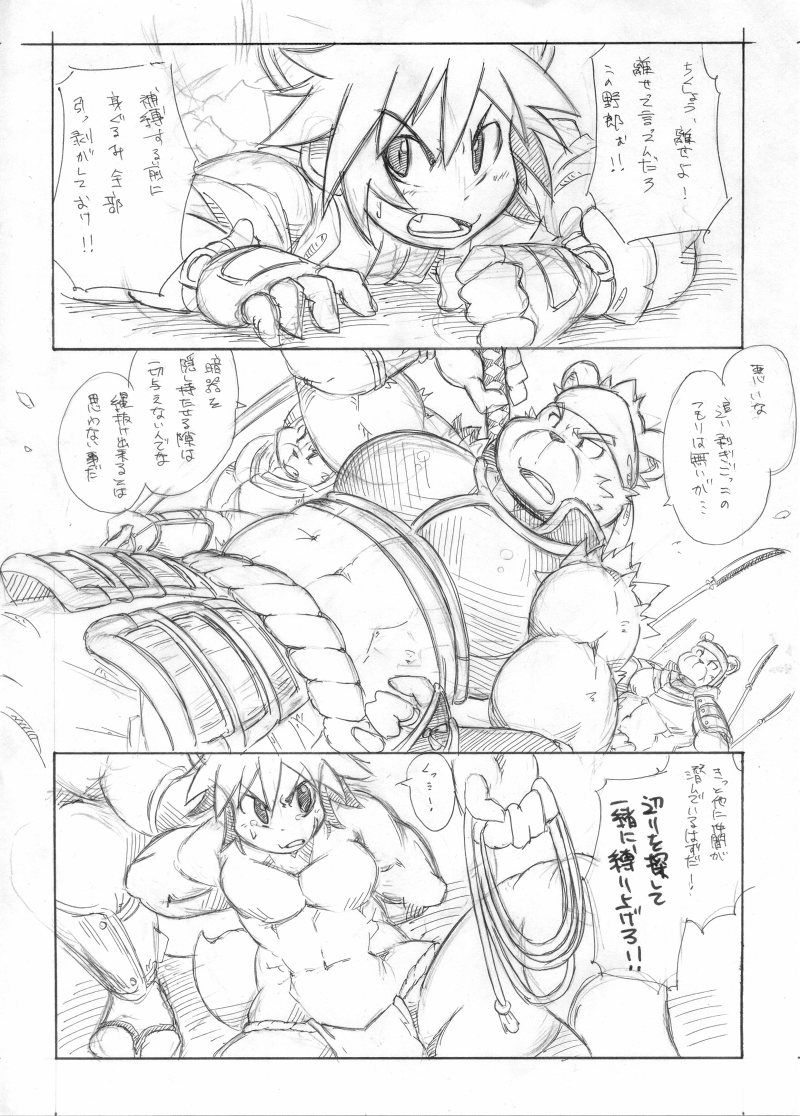 ちくしょう、離せよ!
離せって言ってんだろ
この野郎ぉ!!
捕縛する前に
身ぐるみ全部
引ッ剥がしておけ!!
悪いな
追い剥ぎごっこの
つもりは無いが…
暗器を
隠し持たせる隙は
一切与えないんでな
縄抜け出来るとは
思わない事だ
きっと他に仲間が
潜んでいるはずだ!
辺りを探して
一緒に縛り上げろ!!
くっ…!